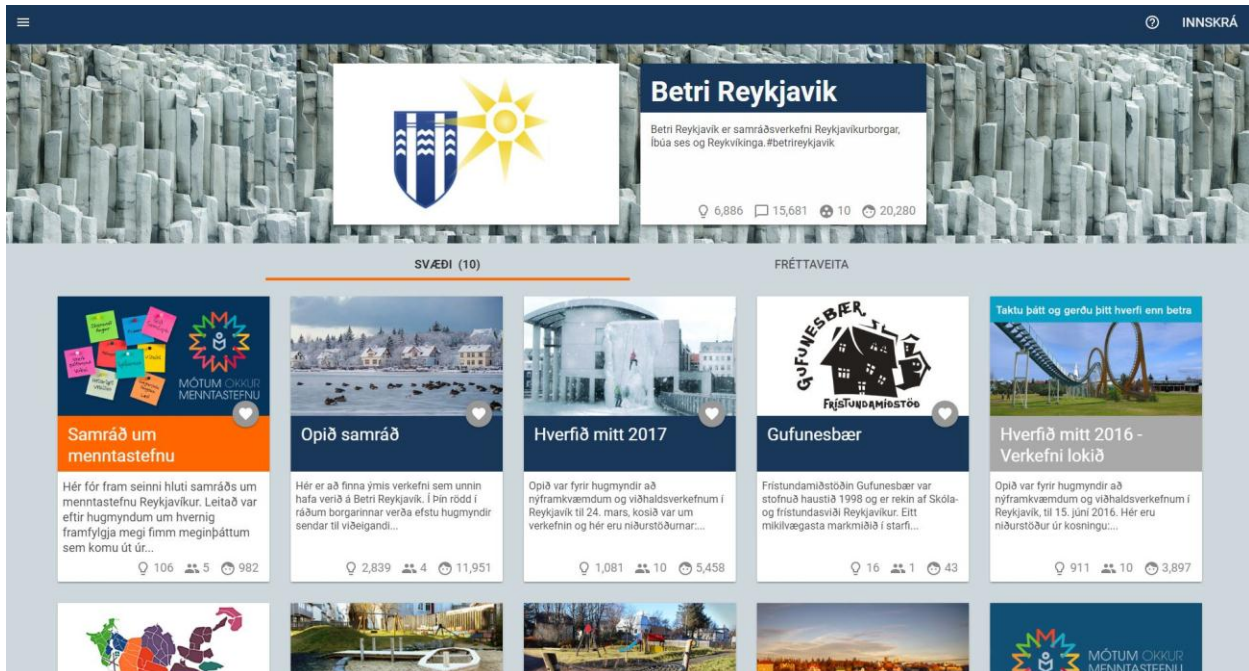 INNSKRÁ
Betri Reykjavik
Betri Reykjavík er samráðsverkefni Reykjavíkurborgar,
Íbúa ses og Reykvíkinga.#betrireykjavik
6,886 15,681 10 20,280
SVÆÐI (10)
FRÉTTAVEITA
MÓTUM OKKUR
MENNTASTEFNU
Samráð um
menntastefnu
Hér fór fram seinni hluti samráðs um
menntastefnu Reykjavíkur. Leitað var
eftir hugmyndum um hvernig
framfylgja megi fimm meginþáttum
sem komu út úr...
106 5 982
Opið samráð
Hér er að finna ýmis verkefni sem unnin
hafa verið á Betri Reykjavík. Í Þín rödd í
ráðum borgarinnar verða efstu hugmyndir
sendar til viðeigandi...
2,839 4 11,951
Hverfið mitt 2017
Opið var fyrir hugmyndir að
nýframkvæmdum og viðhaldsverkefnum í
Reykjavík til 24. mars, kosið var um
verkefnin og hér eru niðurstöðurnar:...
1,081 10 5,458
GUFUNESBÆR
FRÍSTUNDAMIÐSTÖÐ
Gufunesbær
Frístundamiðstöðin Gufunesbær var
stofnuð haustið 1998 og er rekin af Skóla-
og frístundasviði Reykjavíkur. Eitt
mikilvægasta markmiðið í starfi...
16 1 43
Taktu þátt og gerðu þitt hverfi enn betra
Hverfið mitt 2016 -
Verkefni lokið
Opið var fyrir hugmyndir að
nýframkvæmdum og viðhaldsverkefnum í
Reykjavík, til 15. júní 2016. Hér eru
niðurstöður úr kosningu:...
911 10 3,897
MÓTUM OKKUR
MENNTASTEFNU